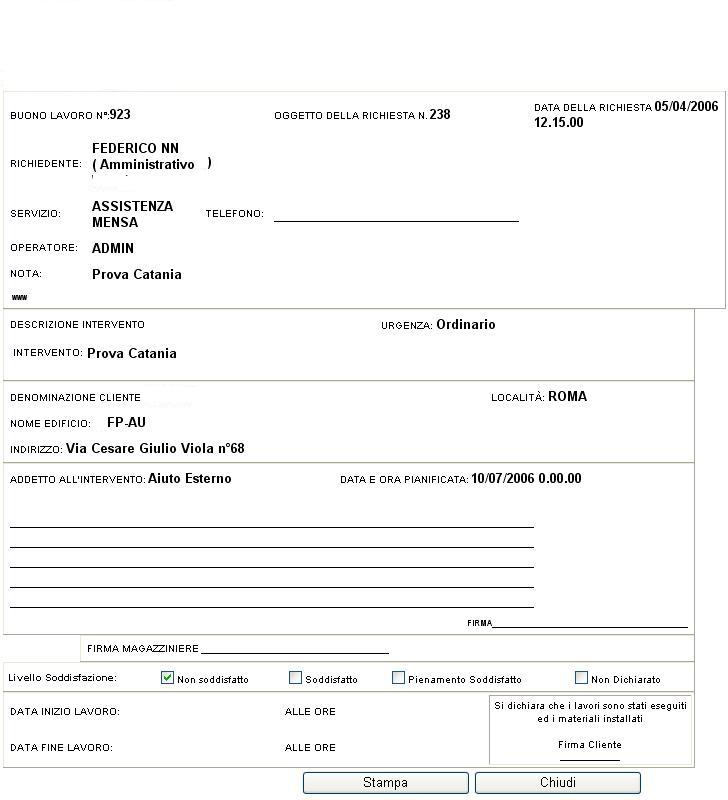 BUONO LAVORO N°:923 OGGETTO DELLA RICHIESTA N. 238 DATA DELLA RICHIESTA 05/04/2006
12.15.00
FEDERICO NN
RICHIEDENTE: ( Amministrativo )
SERVIZIO: ASSISTENZA MENSA TELEFONO:
OPERATORE: ADMIN
NOTA: Prova Catania
www
DESCRIZIONE INTERVENTO URGENZA: Ordinario
INTERVENTO: Prova Catania
DENOMINAZIONE CLIENTE LOCALITÀ: ROMA
NOME EDIFICIO: FP-AU
INDIRIZZO: Via Cesare Giulio Viola n°68
ADDETTO ALL'INTERVENTO: Aiuto Esterno DATA E ORA PIANIFICATA: 10/07/2006 0.00.00
FIRMA
FIRMA MAGAZZINIERE
Livello Soddisfazione: Non soddisfatto Soddisfatto Pienamento Soddisfatto Non Dichiarato
DATA INIZIO LAVORO: ALLE ORE
Si dichiara che i lavori sono stati eseguiti
ed i materiali installati
Firma Cliente
DATA FINE LAVORO: ALLE ORE
Stampa Chiudi